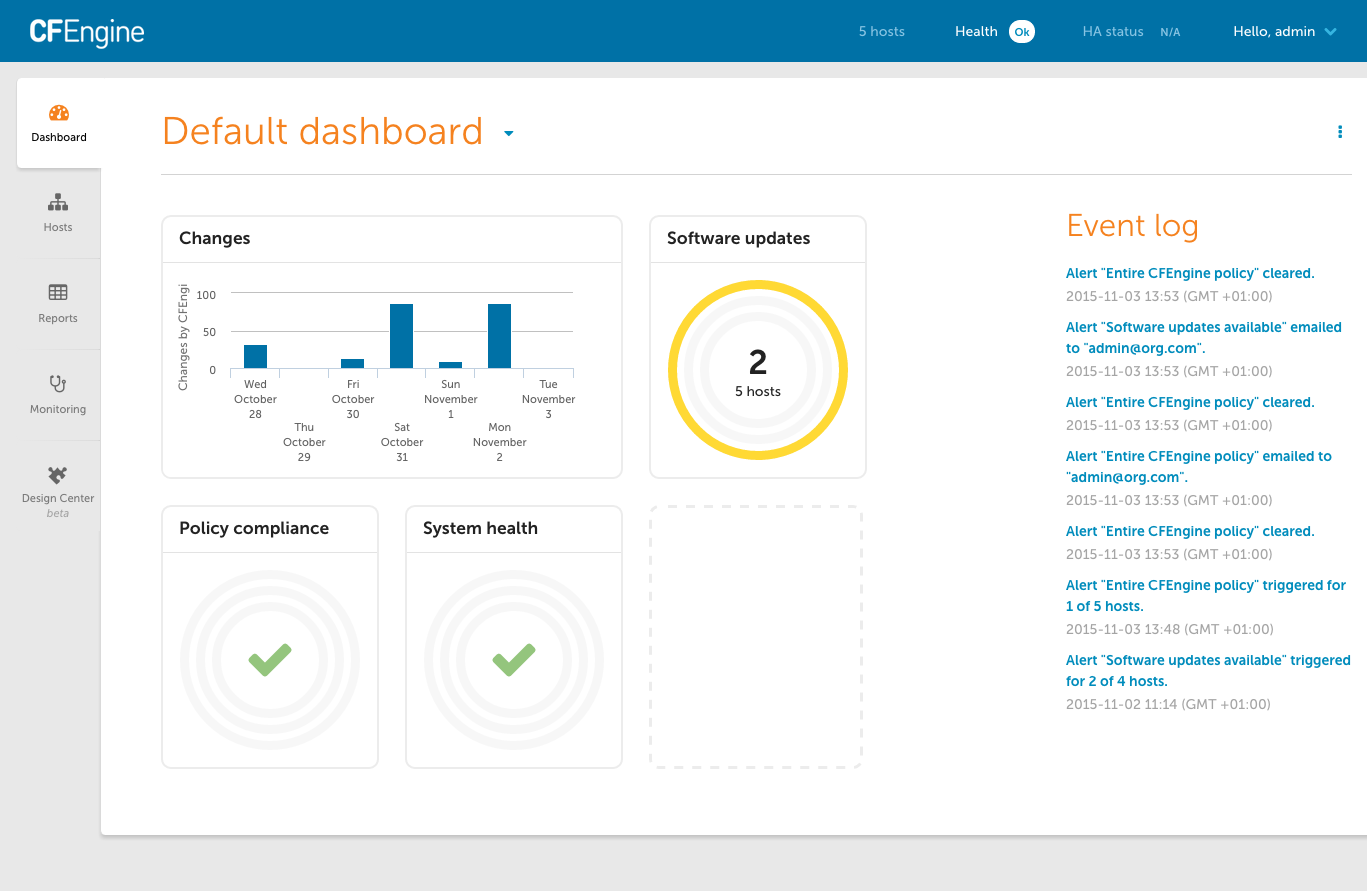 CFEngine
5 hosts
Health Ok
HA status N/A
Hello, admin
Dashboard
Hosts
Reports
Monitoring
Design Center
beta
Default dashboard
Changes
Changes by CFEngi
100
50
0
Wed
October
28
Thu
October
29
Fri
October
30
Sat
October
31
Sun
November
1
Mon
November
2
Tue
November
3
Software updates
2
5 hosts
Policy compliance
System health
Event log
Alert "Entire CFEngine policy" cleared.
2015-11-03 13:53 (GMT +01:00)
Alert "Software updates available" emailed
to "admin@org.com".
2015-11-03 13:53 (GMT +01:00)
Alert "Entire CFEngine policy" cleared.
2015-11-03 13:53 (GMT +01:00)
Alert "Entire CFEngine policy" emailed to
"admin@org.com".
2015-11-03 13:53 (GMT +01:00)
Alert "Entire CFEngine policy" cleared.
2015-11-03 13:53 (GMT +01:00)
Alert "Entire CFEngine policy" triggered for
1 of 5 hosts.
2015-11-03 13:48 (GMT +01:00)
Alert "Software updates available" triggered
for 2 of 4 hosts.
2015-11-02 11:14 (GMT +01:00)